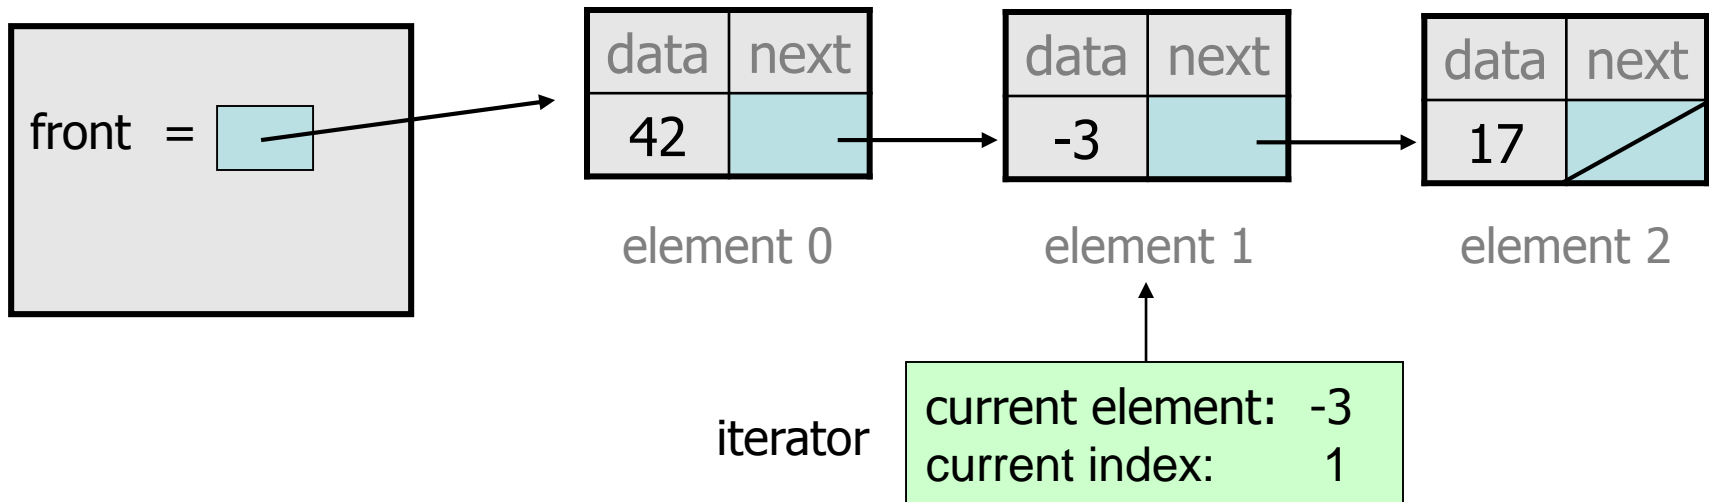 front =
data next
42
element 0
data next
-3
element 1
data next
17
element 2
iterator
current element: -3
current index: 1